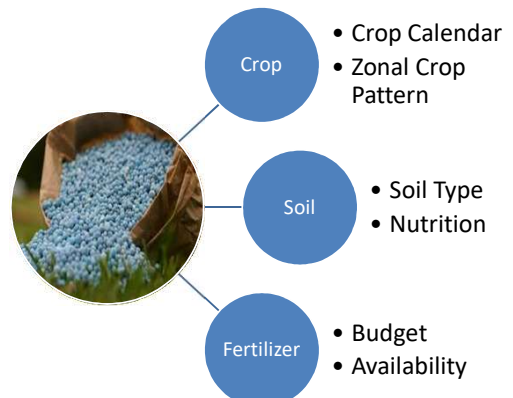 Crop
• Crop Calendar
• Zonal Crop
Pattern
Soil
• Soil Type
• Nutrition
Fertilizer
• Budget
• Availability